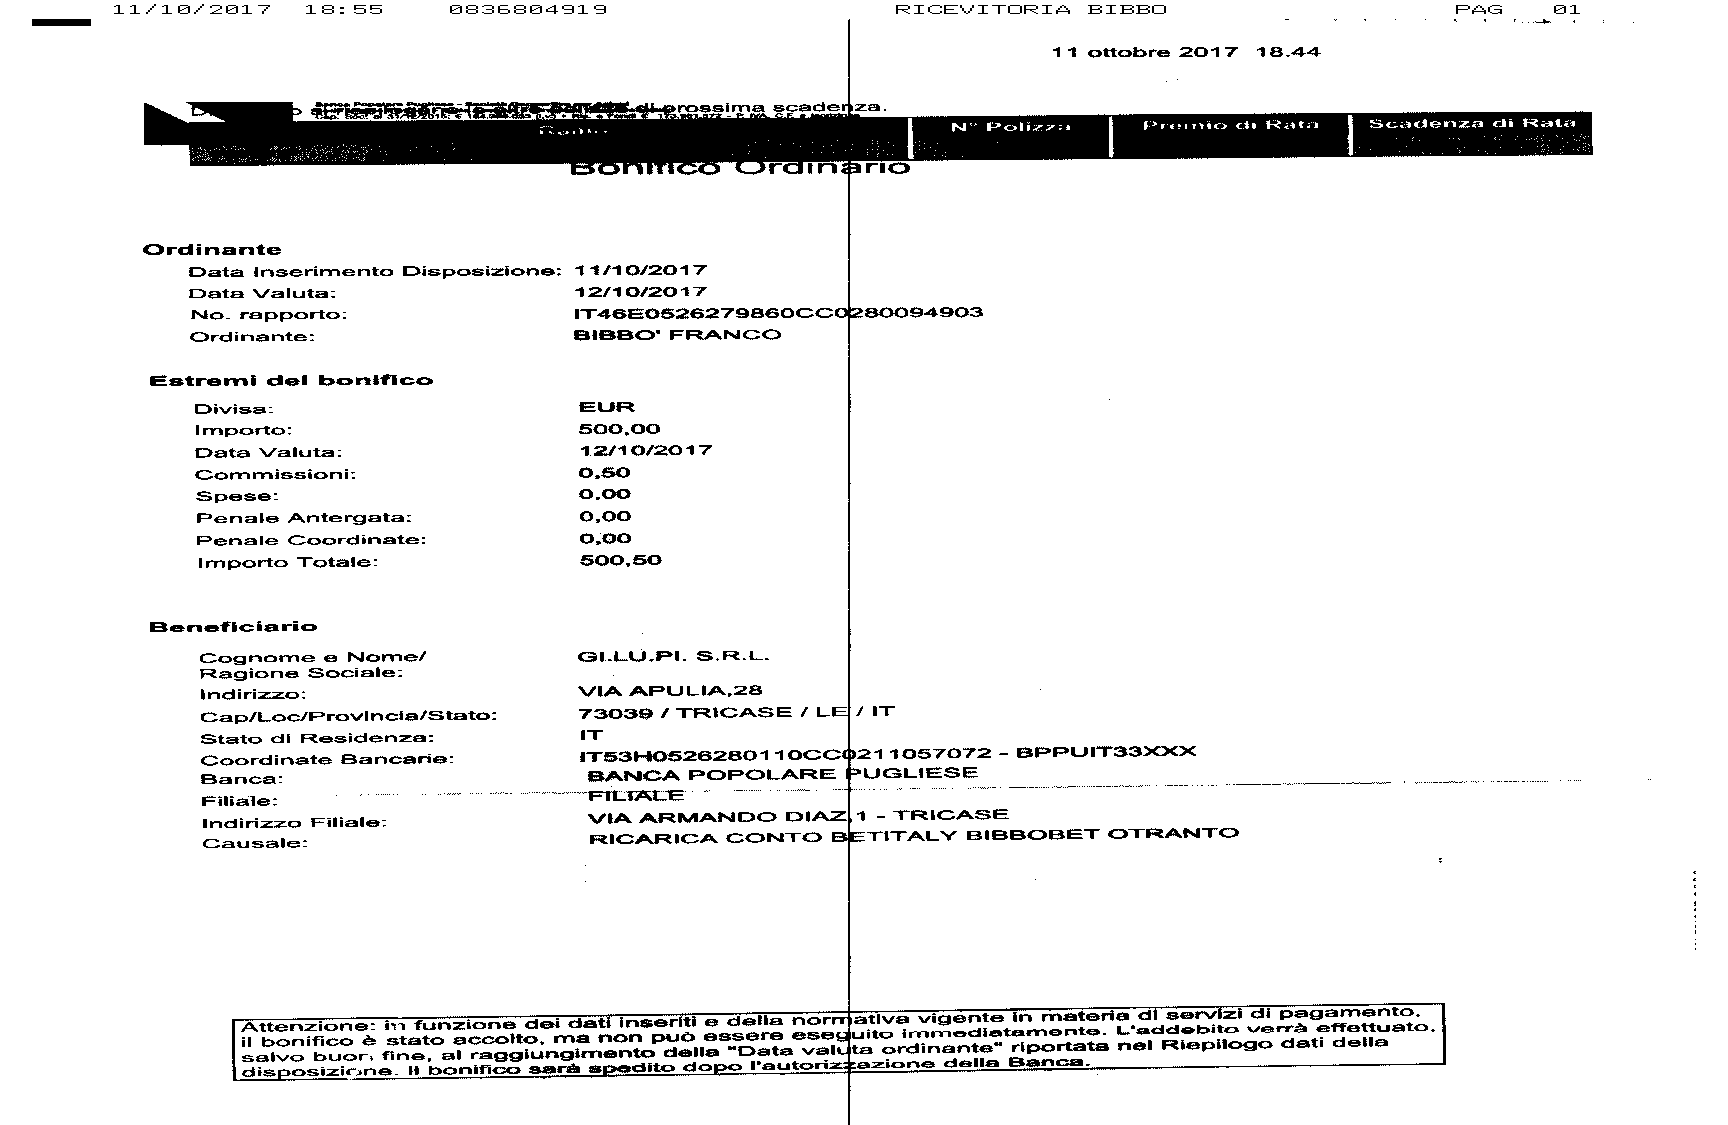 11/10/2017 18:55 0836804919 RICEVITORIA BIBBO PAG 01
11 ottobre 2017 18.44
di prossima scadenza.
Ramo N° Polizza Premio di Rata Scadenza di Rata
Bonifico Ordinario
Ordinante
Data Inserimento Disposizione: 11/10/2017
Data Valuta: 12/10/2017
No. rapporto: IT46E0526279860CC0280094903
Ordinante: BIBBO' FRANCO
Estremi del bonifico
Divisa: EUR
Importo: 500,00
Data Valuta: 12/10/2017
Commissioni: 0,50
Spese: 0,00
Penale Antergata: 0,00
Penale Coordinate: 0,00
Importo Totale: 500,50
Beneficiario
Cognome e Nome/ GI.LU.PI. S.R.L.
Ragione Sociale:
Indirizzo: VIA APULIA,28
Cap/Loc/Provincia/Stato: 73039 / TRICASE / LE / IT
Stato di Residenza: IT
Coordinate Bancarie: IT53H0526280110CC0211057072 - BPPUIT33XXX
Banca: BANCA POPOLARE PUGLIESE
Filiale: FILIALE
Indirizzo Filiale: VIA ARMANDO DIAZ,1 - TRICASE
Causale: RICARICA CONTO BETITALY BIBBOBET OTRANTO
Attenzione: in funzione dei dati inseriti e della normativa vigente in materia di servizi di pagamento,
il bonifico è stato accolto, ma non può essere eseguito immediatamente. L'addebito verrà effettuato,
salvo buon fine, al raggiungimento della "Data valuta ordinante" riportata nel Riepilogo dati della
disposizione. Il bonifico sarà spedito dopo l'autorizzazione della Banca.